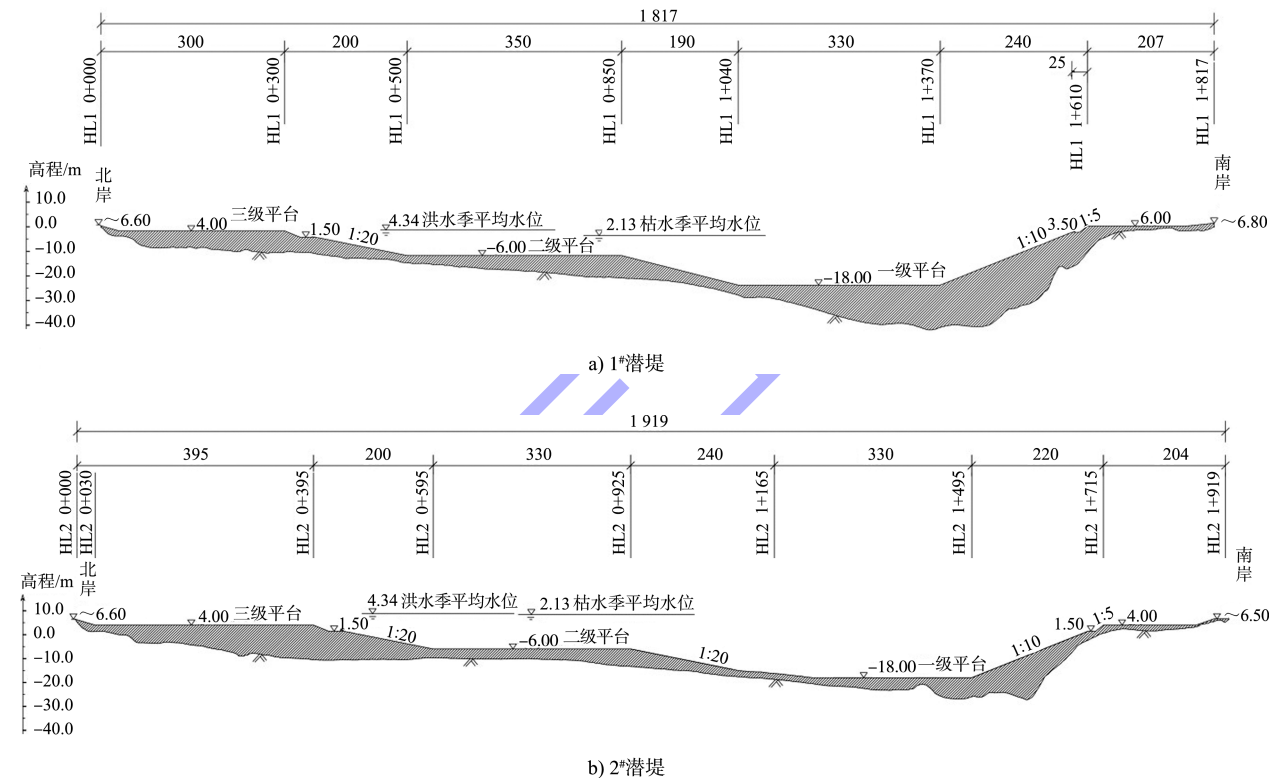 1 817
300 200 350 190 330 240 207
25
HL1 0+000 HL1 0+300 HL1 0+500 HL1 0+850 HL1 1+040 HL1 1+370 HL1 1+610 HL1 1+817
高程/m 北岸 南岸
10.0
0.0
-10.0
-20.0
-30.0
-40.0
~6.60 4.00 三级平台 1.50 1:20 4.34 洪水季平均水位 -6.00 二级平台 2.13 枯水季平均水位 -18.00 一级平台 1:10 3.50 1:5 6.00 ~6.80
a) 1#潜堤
1 919
395 200 330 240 330 220 204
HL2 0+000 HL2 0+030 HL2 0+395 HL2 0+595 HL2 0+925 HL2 1+165 HL2 1+495 HL2 1+715 HL2 1+919
高程/m 北岸 南岸
10.0
0.0
-10.0
-20.0
-30.0
-40.0
~6.60 4.00 三级平台 1.50 1:20 4.34 洪水季平均水位 -6.00 二级平台 2.13 枯水季平均水位 1:20 -18.00 一级平台 1:10 1.50 1:5 4.00 ~6.50
b) 2#潜堤